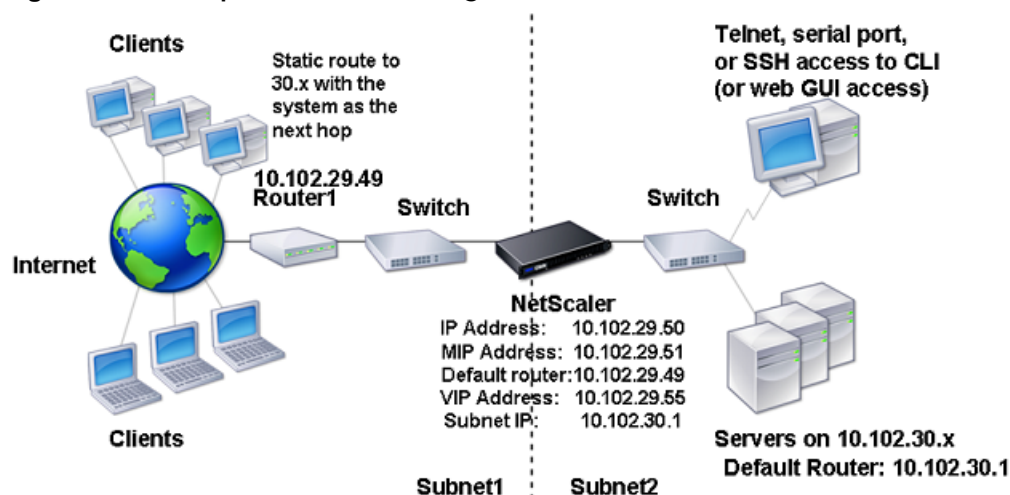 Clients
Static route to
30.x with the
system as the
next hop
10.102.29.49
Router1
Switch
Internet
Clients
NetScaler
IP Address: 10.102.29.50
MIP Address: 10.102.29.51
Default router:10.102.29.49
VIP Address: 10.102.29.55
Subnet IP: 10.102.30.1
Telnet, serial port,
or SSH access to CLI
(or web GUI access)
Switch
Servers on 10.102.30.x
Default Router: 10.102.30.1
Subnet1
Subnet2